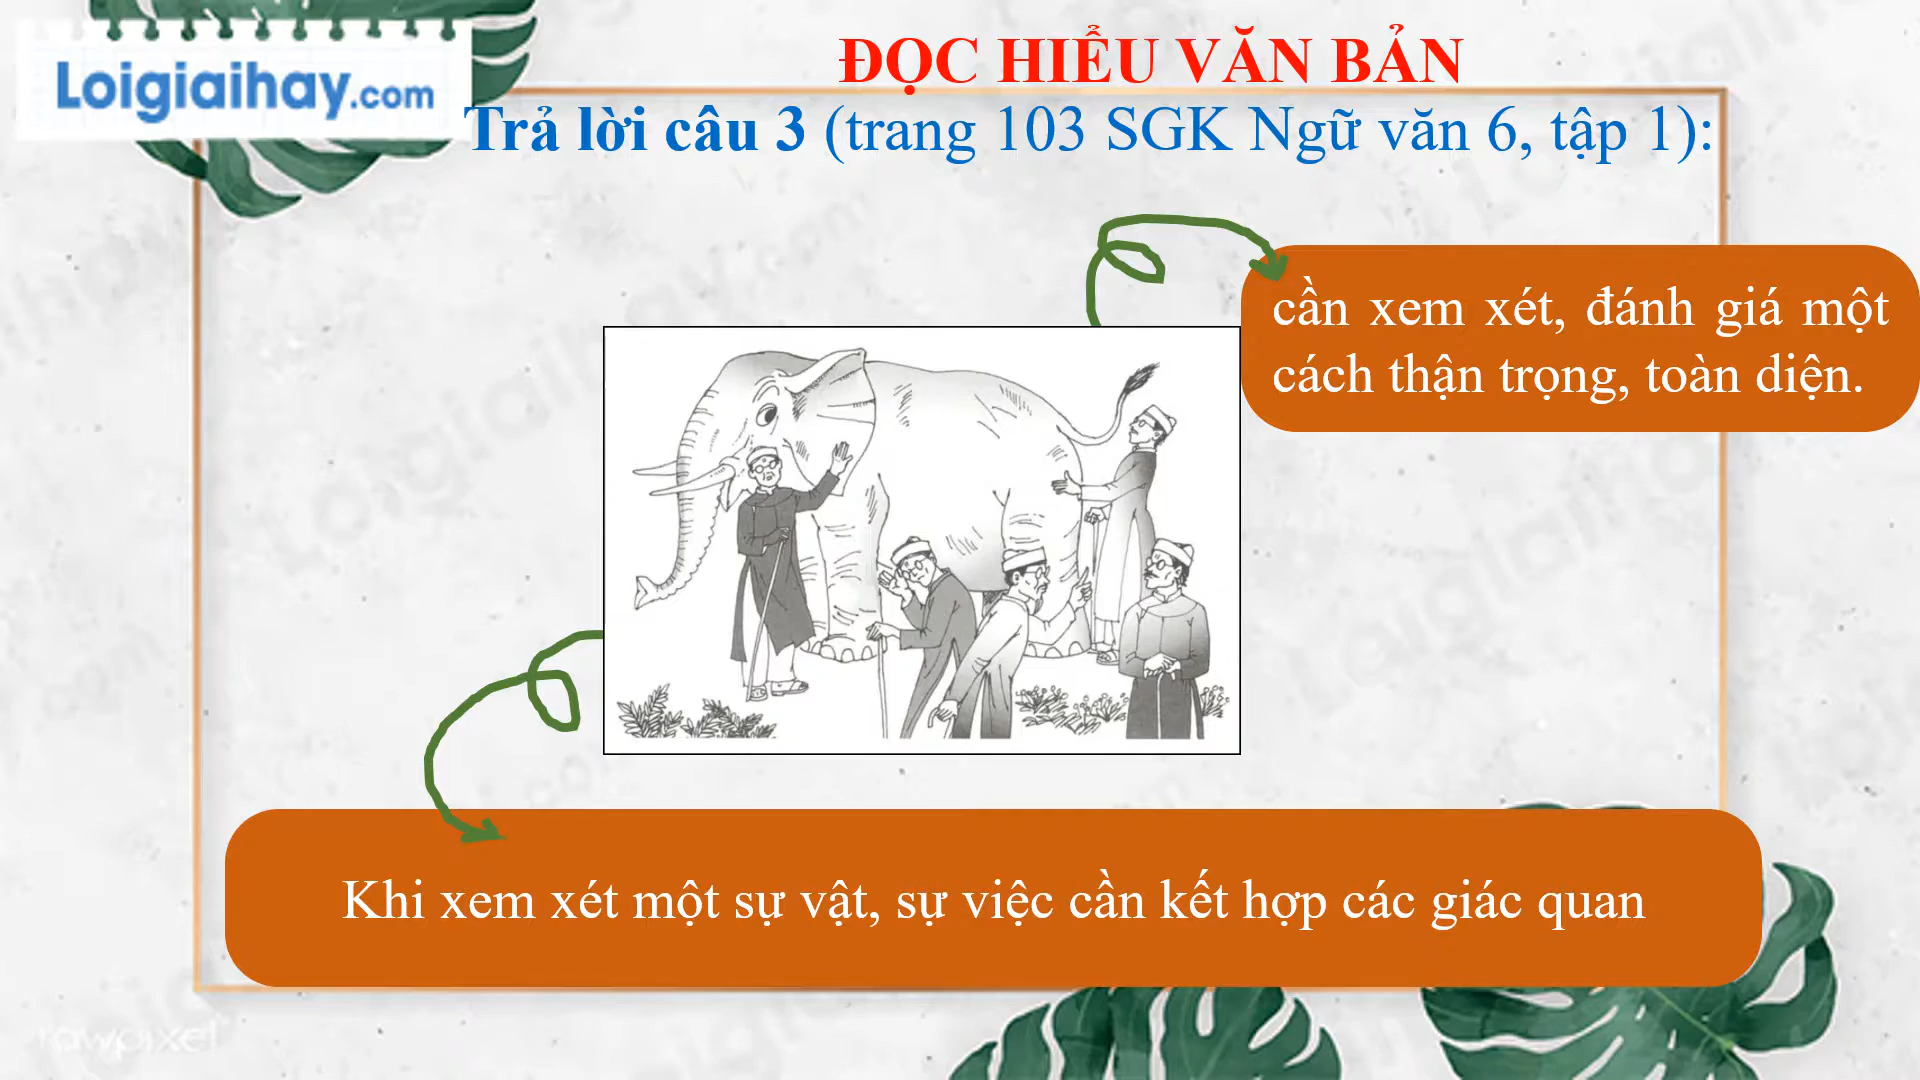 Loigiaihay.com
ĐỌC HIỂU VĂN BẢN
Trả lời câu 3 (trang 103 SGK Ngữ văn 6, tập 1):
cần xem xét, đánh giá một
cách thận trọng, toàn diện.
Khi xem xét một sự vật, sự việc cần kết hợp các giác quan
rawpixel